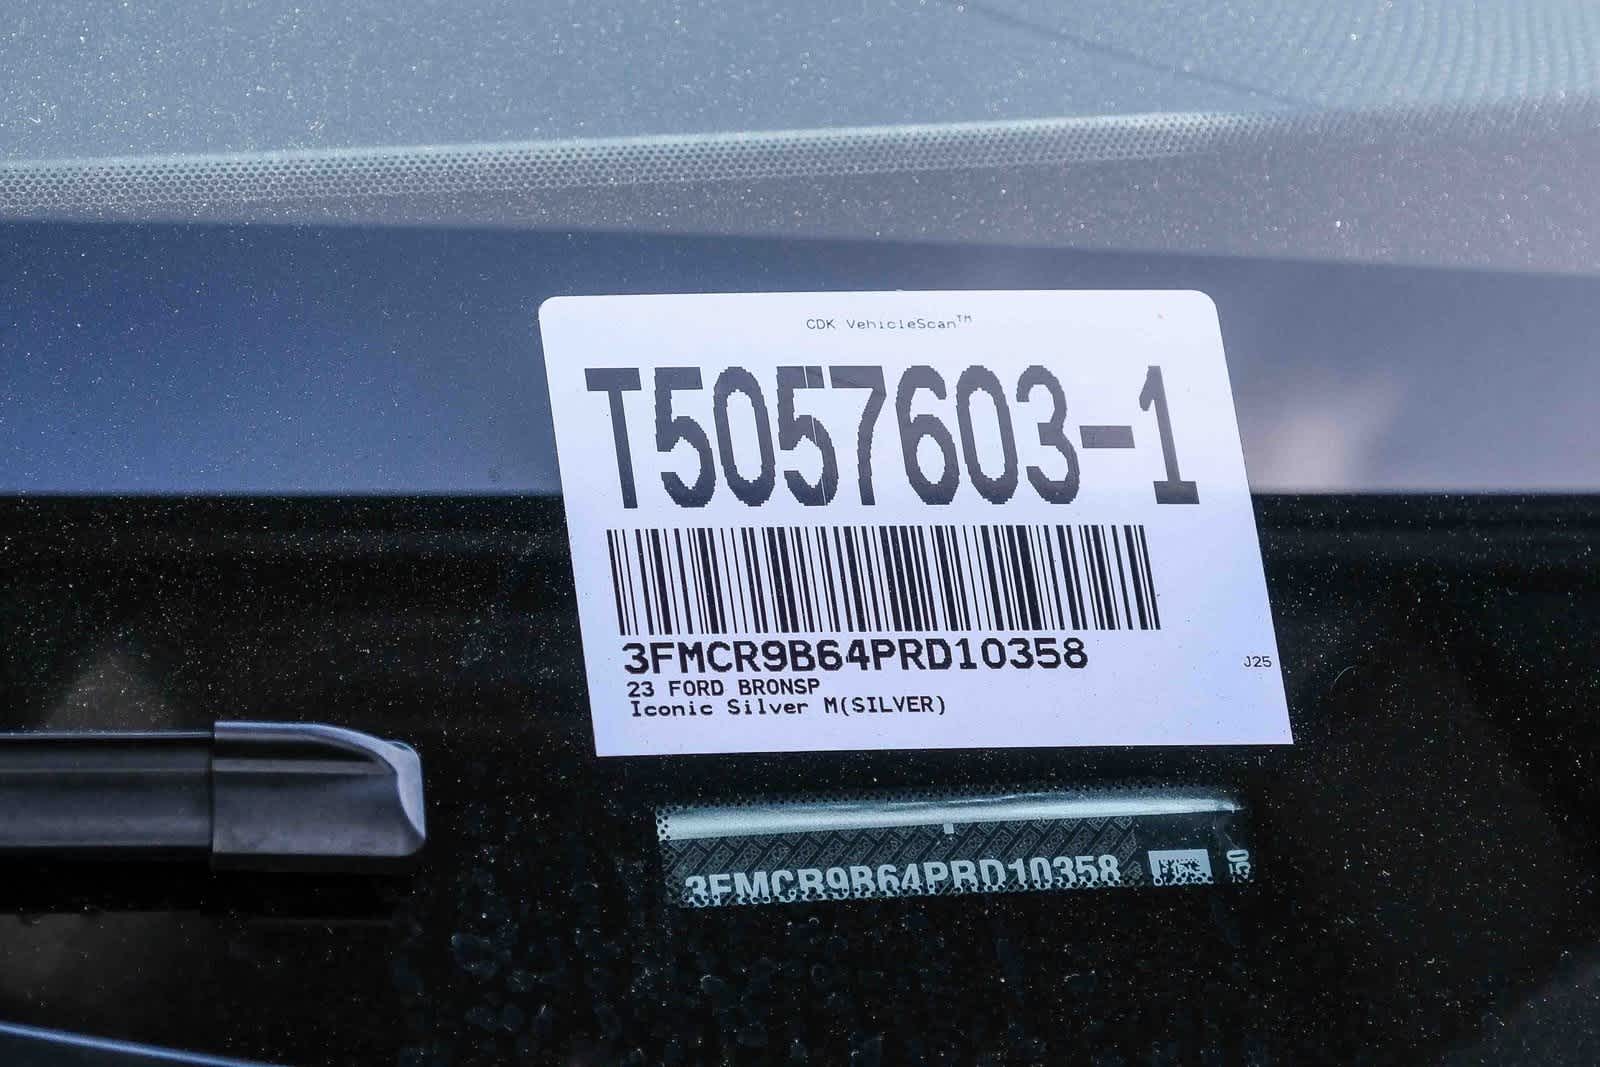 CDK VehicleScan™
T5057603-1
3FMCR9B64PRD10358
23 FORD BRONSP
Iconic Silver M(SILVER)
J25
3FMCR9B64PRD10358